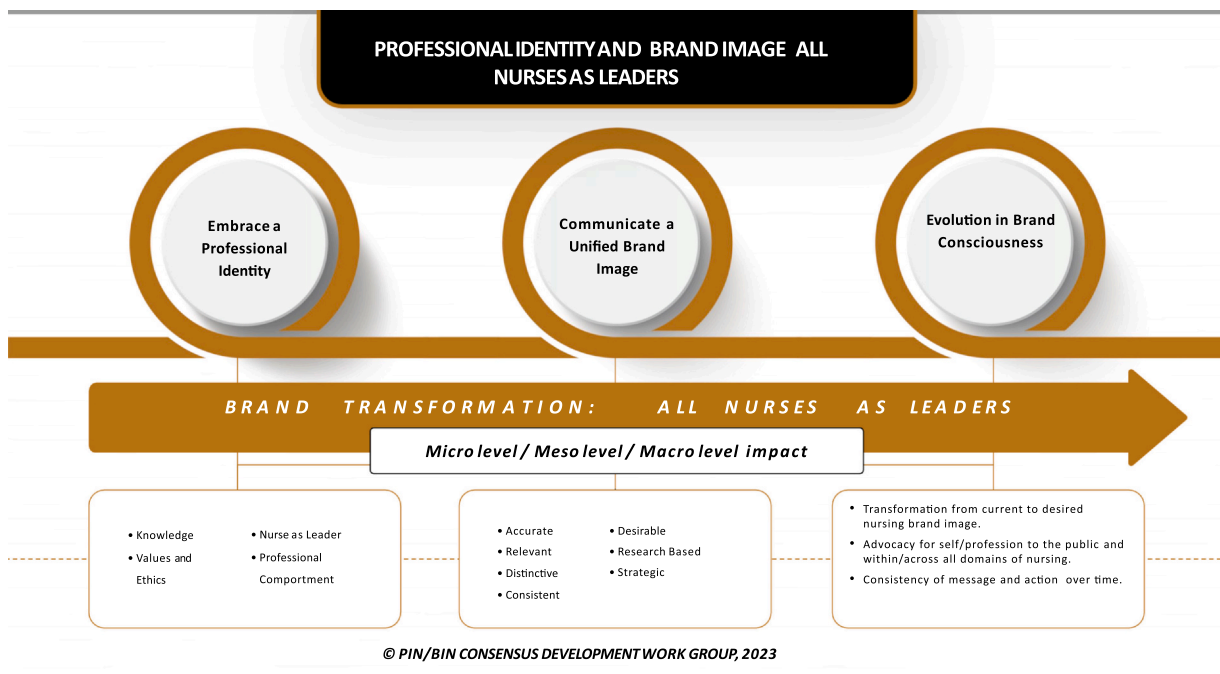 PROFESSIONAL IDENTITY AND BRAND IMAGE ALL
NURSES AS LEADERS
Embrace a
Professional
Identity
Communicate a
Unified Brand
Image
Evolution in Brand
Consciousness
BRAND TRANSFORMATION: ALL NURSES AS LEADERS
Micro level / Meso level / Macro level impact
• Knowledge
• Values and
Ethics
• Nurse as Leader
• Professional
Comportment
• Accurate
• Relevant
• Distinctive
• Consistent
• Desirable
• Research Based
• Strategic
• Transformation from current to desired
nursing brand image.
• Advocacy for self/profession to the public and
within/across all domains of nursing.
• Consistency of message and action over time.
© PIN/BIN CONSENSUS DEVELOPMENT WORK GROUP, 2023